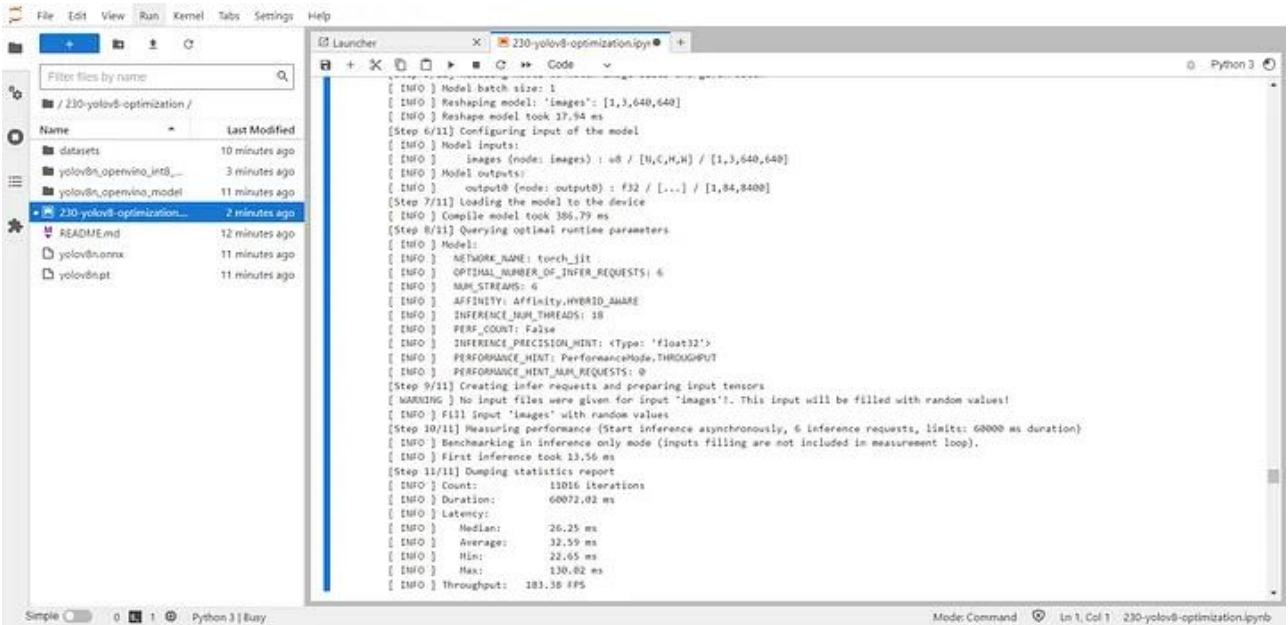 File Edit View Run Kernel Tabs Settings Help
Launcher
230-yolov8-optimization.ipyr
Filter files by name
Code
Python 3
/ 230-yolov8-optimization /
Name Last Modified
datasets 10 minutes ago
yolov8n_openvino_int8_... 3 minutes ago
yolov8n_openvino_model 11 minutes ago
230-yolov8-optimization... 2 minutes ago
README.md 12 minutes ago
yolov8n.onnx 11 minutes ago
yolov8n.pt 11 minutes ago
[ INFO ] Model batch size: 1
[ INFO ] Reshaping model: 'images': [1,3,640,640]
[ INFO ] Reshape model took 17.94 ms
[Step 6/11] Configuring input of the model
[ INFO ] Model inputs:
[ INFO ] images (node: images) : u8 / [N,C,H,W] / [1,3,640,640]
[ INFO ] Model outputs:
[ INFO ] output0 (node: output0) : f32 / [...] / [1,84,8400]
[Step 7/11] Loading the model to the device
[ INFO ] Compile model took 386.79 ms
[Step 8/11] Querying optimal runtime parameters
[ INFO ] Model:
[ INFO ] NETWORK_NAME: torch_jit
[ INFO ] OPTIMAL_NUMBER_OF_INFER_REQUESTS: 6
[ INFO ] NUM_STREAMS: 6
[ INFO ] AFFINITY: Affinity.HYBRID_AWARE
[ INFO ] INFERENCE_NUM_THREADS: 18
[ INFO ] PERF_COUNT: False
[ INFO ] INFERENCE_PRECISION_HINT: <Type: 'float32'>
[ INFO ] PERFORMANCE_HINT: PerformanceMode.THROUGHPUT
[ INFO ] PERFORMANCE_HINT_NUM_REQUESTS: 0
[Step 9/11] Creating infer requests and preparing input tensors
[ WARNING ] No input files were given for input 'images'!. This input will be filled with random values!
[ INFO ] Fill input 'images' with random values
[Step 10/11] Measuring performance (Start inference asynchronously, 6 inference requests, limits: 60000 ms duration)
[ INFO ] Benchmarking in inference only mode (inputs filling are not included in measurement loop).
[ INFO ] First inference took 13.56 ms
[Step 11/11] Dumping statistics report
[ INFO ] Count: 11016 iterations
[ INFO ] Duration: 60072.02 ms
[ INFO ] Latency:
[ INFO ] Median: 26.25 ms
[ INFO ] Average: 32.59 ms
[ INFO ] Min: 22.65 ms
[ INFO ] Max: 130.02 ms
[ INFO ] Throughput: 183.38 FPS
Simple 0 1 Python 3 | Busy
Mode: Command Ln 1, Col 1 230-yolov8-optimization.ipynb